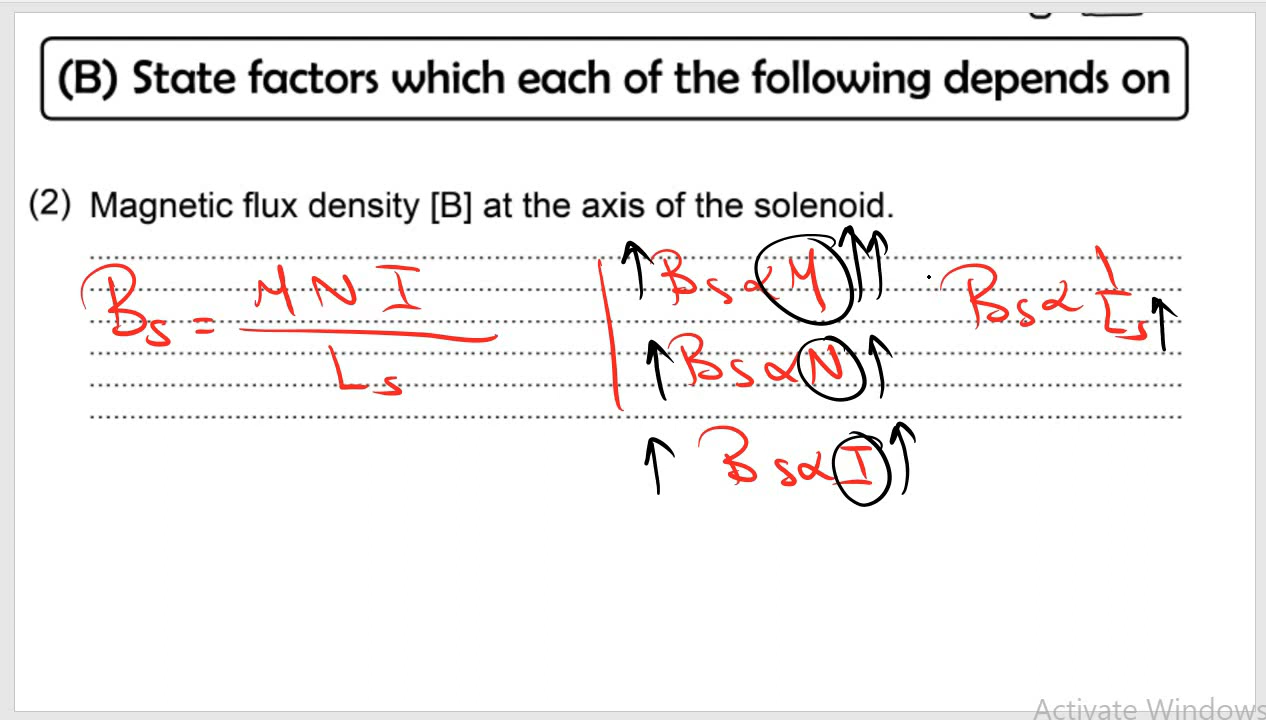 (B) State factors which each of the following depends on
(2) Magnetic flux density [B] at the axis of the solenoid.
Bs = μ N I / Ls
↑ Bs ∝ μ ↑↑
↑ Bs ∝ N ↑
↑ Bs ∝ I ↑
Bs ∝ 1/Ls ↑
Activate Windows